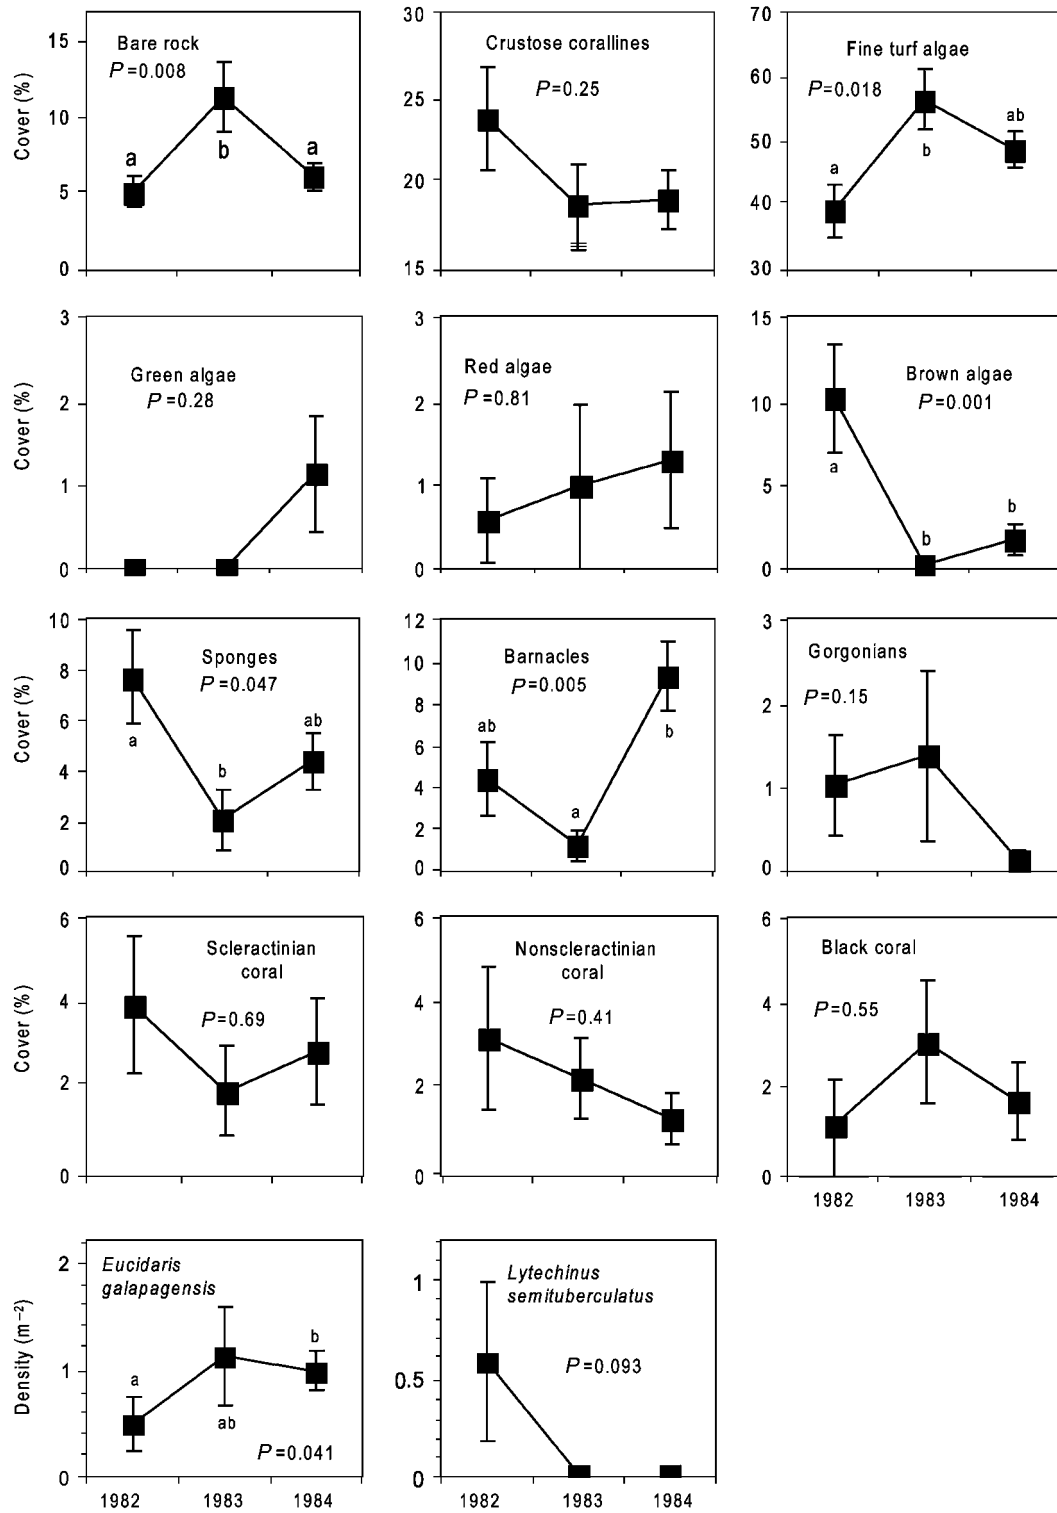 15
10
5
0
Cover (%)
Bare rock
P=0.008
a
b
a
30
25
20
15
Crustose corallines
P=0.25
70
60
50
40
30
Fine turf algae
P=0.018
a
b
ab
3
2
1
0
Cover (%)
Green algae
P=0.28
3
2
1
0
Red algae
P=0.81
15
10
5
0
Brown algae
P=0.001
a
b
b
10
8
6
4
2
0
Cover (%)
Sponges
P=0.047
a
b
ab
12
10
8
6
4
2
0
Barnacles
P=0.005
ab
a
b
3
2
1
0
Gorgonians
P=0.15
6
4
2
0
Cover (%)
Scleractinian
coral
P=0.69
6
4
2
0
Nonscleractinian
coral
P=0.41
6
4
2
0
Black coral
P=0.55
1982
1983
1984
2
1
0
Density (m⁻²)
Eucidaris
galapagensis
a
ab
b
P=0.041
1982
1983
1984
1
0.5
0
Lytechinus
semituberculatus
P=0.093
1982
1983
1984